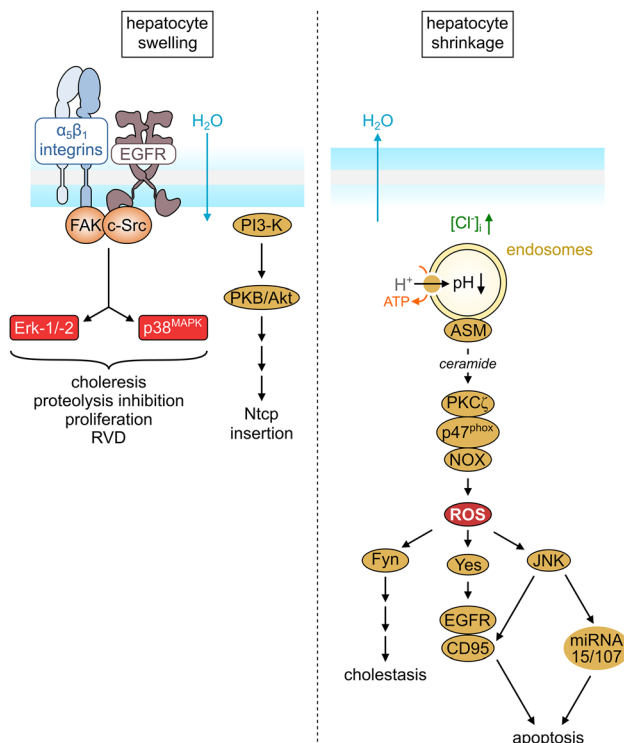 hepatocyte
swelling
α₅β₁
integrins
EGFR
H₂O
FAK
c-Src
PI3-K
PKB/Akt
Erk-1/-2
p38ᴹᴬᴾᴷ
choleresis
proteolysis inhibition
proliferation
RVD
Ntcp
insertion
hepatocyte
shrinkage
H₂O
[Cl⁻]ᵢ
endosomes
H⁺
pH
ATP
ASM
ceramide
PKCζ
p47ᵖʰᵒˣ
NOX
ROS
Fyn
Yes
JNK
EGFR
CD95
miRNA
15/107
cholestasis
apoptosis